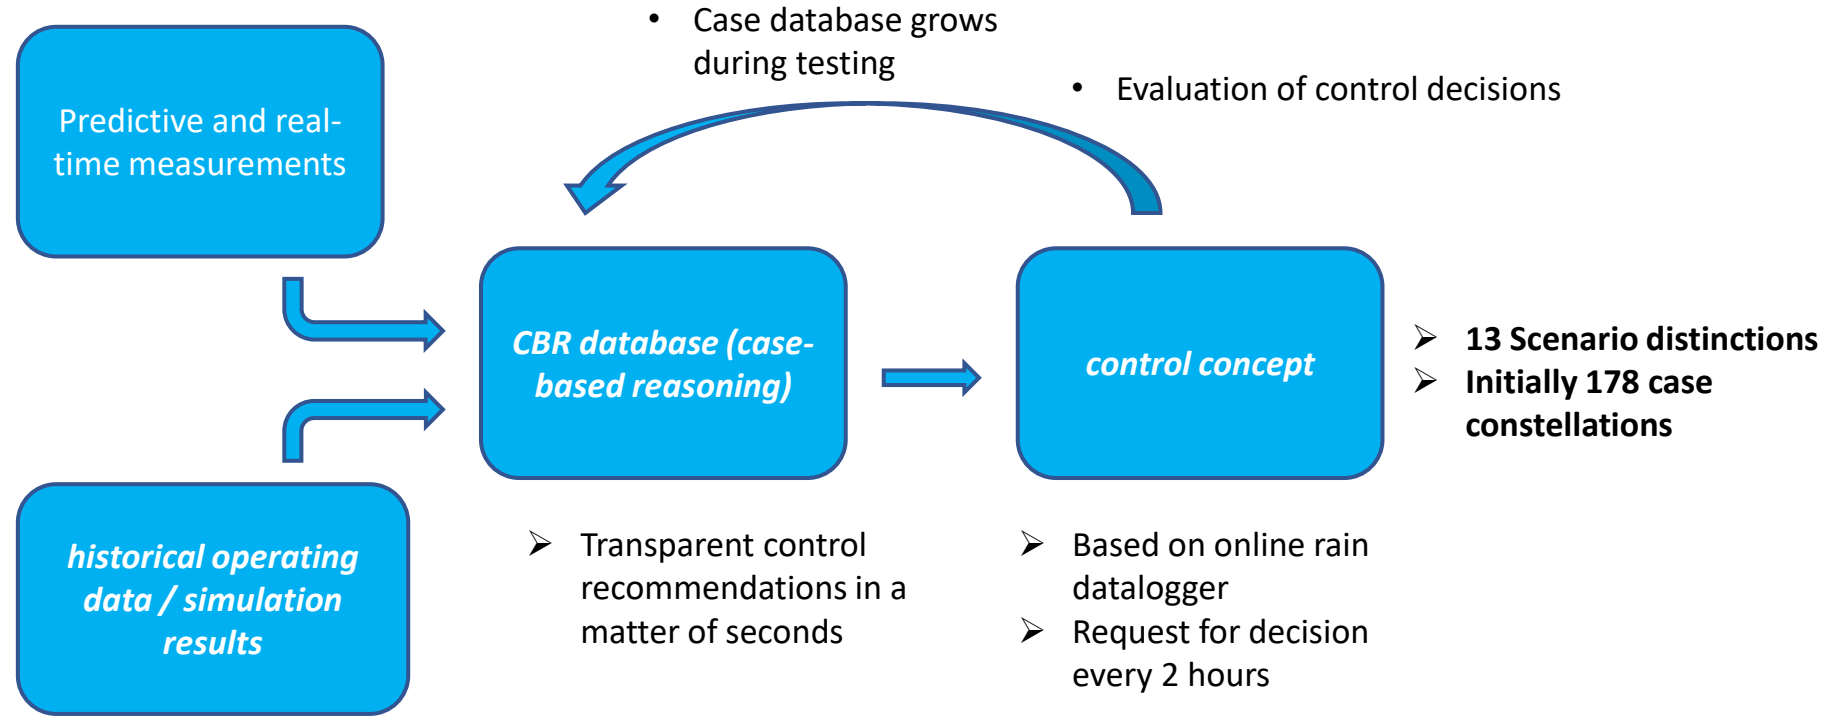 • Case database grows
during testing
• Evaluation of control decisions
Predictive and real-
time measurements
CBR database (case-
based reasoning)
control concept
➢ 13 Scenario distinctions
➢ Initially 178 case
constellations
historical operating
data / simulation
results
➢ Transparent control
recommendations in a
matter of seconds
➢ Based on online rain
datalogger
➢ Request for decision
every 2 hours